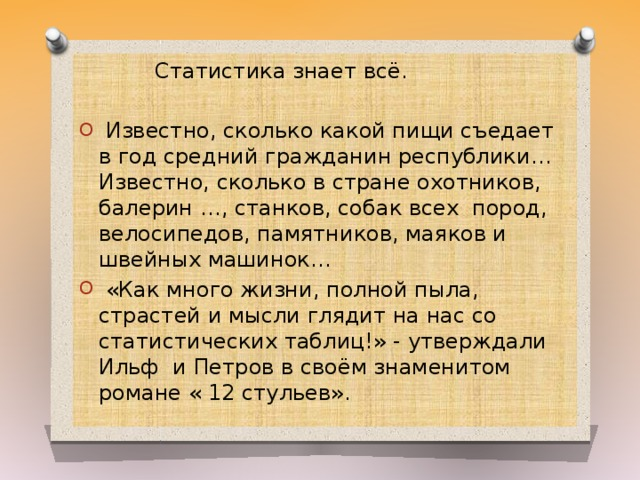 Статистика знает всё.
Известно, сколько какой пищи съедает
в год средний гражданин республики…
Известно, сколько в стране охотников,
балерин …, станков, собак всех  пород,
велосипедов, памятников, маяков и
швейных машинок…
«Как много жизни, полной пыла,
страстей и мысли глядит на нас со
статистических таблиц!» - утверждали
Ильф  и Петров в своём знаменитом
романе « 12 стульев».